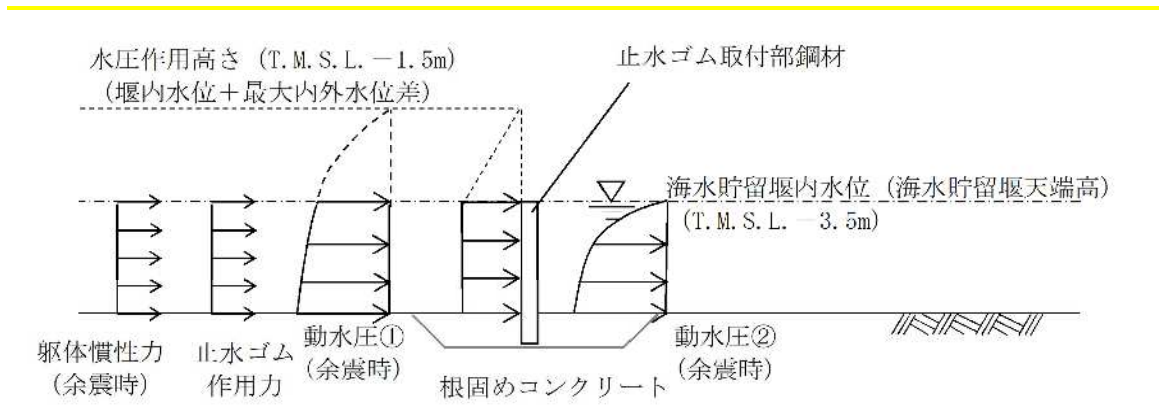 水圧作用高さ (T.M.S.L.－1.5m)
(堰内水位＋最大内外水位差)
止水ゴム取付部鋼材
海水貯留堰内水位 (海水貯留堰天端高)
(T.M.S.L.－3.5m)
躯体慣性力
(余震時)
止水ゴム
作用力
動水圧①
(余震時)
根固めコンクリート
動水圧②
(余震時)